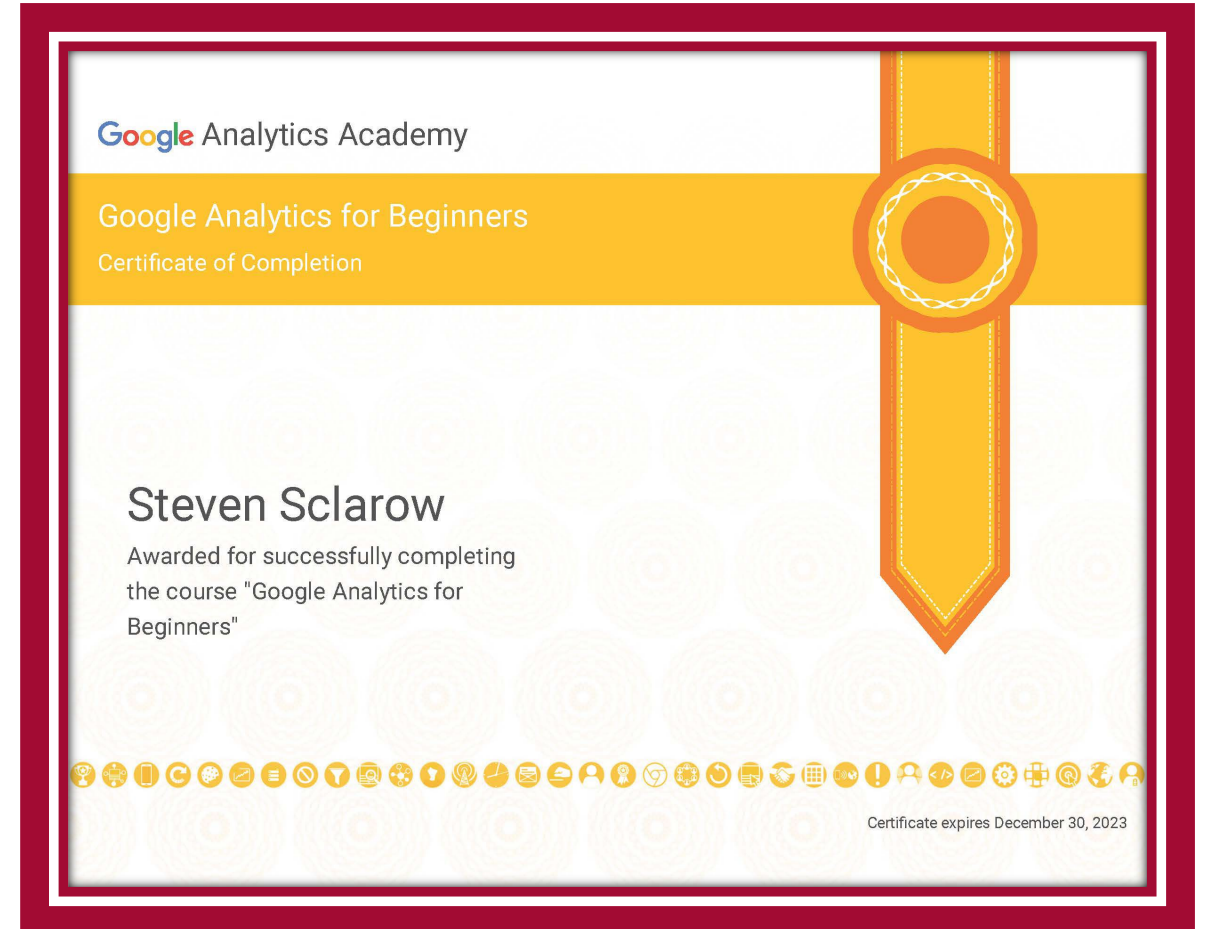 Google Analytics Academy
Google Analytics for Beginners
Certificate of Completion
Steven Sclarow
Awarded for successfully completing
the course "Google Analytics for
Beginners"
Certificate expires December 30, 2023